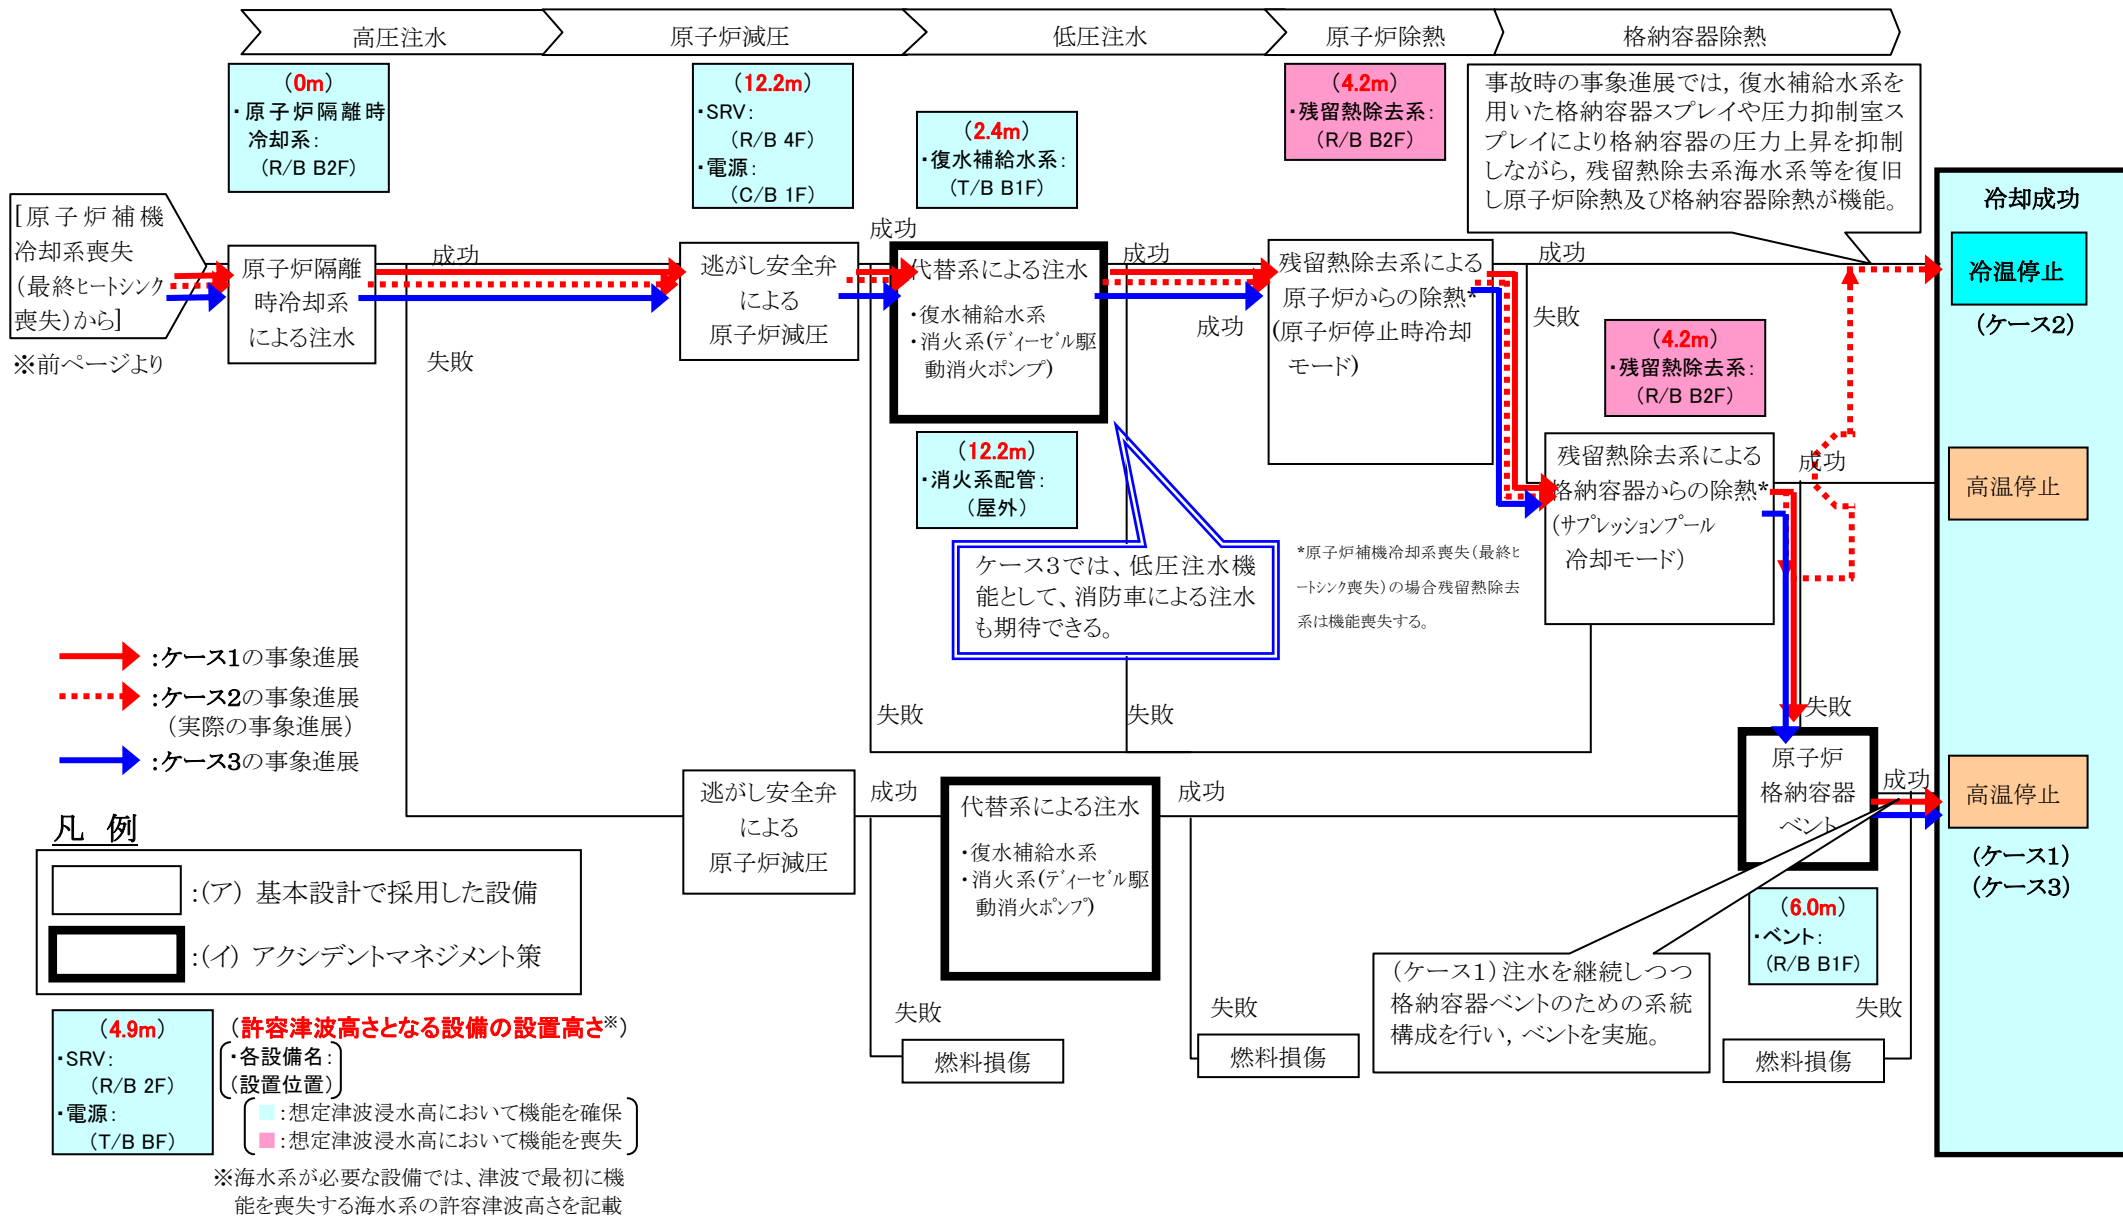 高圧注水
原子炉減圧
低圧注水
原子炉除熱
格納容器除熱
(0m)
・原子炉隔離時
冷却系:
(R/B B2F)
(12.2m)
・SRV:
(R/B 4F)
・電源:
(C/B 1F)
(2.4m)
・復水補給水系:
(T/B B1F)
(4.2m)
・残留熱除去系:
(R/B B2F)
事故時の事象進展では，復水補給水系を
用いた格納容器スプレイや圧力抑制室ス
プレイにより格納容器の圧力上昇を抑制
しながら，残留熱除去系海水系等を復旧
し原子炉除熱及び格納容器除熱が機能。
[原子炉補機
冷却系喪失
(最終ヒートシンク
喪失)から]
※前ページより
原子炉隔離
時冷却系
による注水
成功
失敗
逃がし安全弁
による
原子炉減圧
成功
代替系による注水
・復水補給水系
・消火系(ディーゼル駆
動消火ポンプ)
成功
成功
残留熱除去系による
原子炉からの除熱*
(原子炉停止時冷却
モード)
成功
失敗
(4.2m)
・残留熱除去系:
(R/B B2F)
冷却成功
冷温停止
(ケース2)
(12.2m)
・消火系配管:
(屋外)
残留熱除去系による
格納容器からの除熱*
(サプレッションプール
冷却モード)
成功
高温停止
ケース3では、低圧注水機
能として、消防車による注水
も期待できる。
*原子炉補機冷却系喪失(最終ヒ
ートシンク喪失)の場合残留熱除去
系は機能喪失する。
:ケース1の事象進展
:ケース2の事象進展
(実際の事象進展)
:ケース3の事象進展
失敗
失敗
失敗
逃がし安全弁
による
原子炉減圧
成功
代替系による注水
・復水補給水系
・消火系(ディーゼル駆
動消火ポンプ)
成功
原子炉
格納容器
ベント
成功
高温停止
(ケース1)
(ケース3)
凡 例
:(ア) 基本設計で採用した設備
:(イ) アクシデントマネジメント策
(6.0m)
・ベント:
(R/B B1F)
(ケース1)注水を継続しつつ
格納容器ベントのための系統
構成を行い，ベントを実施。
失敗
燃料損傷
失敗
燃料損傷
失敗
燃料損傷
(4.9m)
・SRV:
(R/B 2F)
・電源:
(T/B BF)
(許容津波高さとなる設備の設置高さ※)
・各設備名:
(設置位置)
:想定津波浸水高において機能を確保
:想定津波浸水高において機能を喪失
※海水系が必要な設備では、津波で最初に機
能を喪失する海水系の許容津波高さを記載